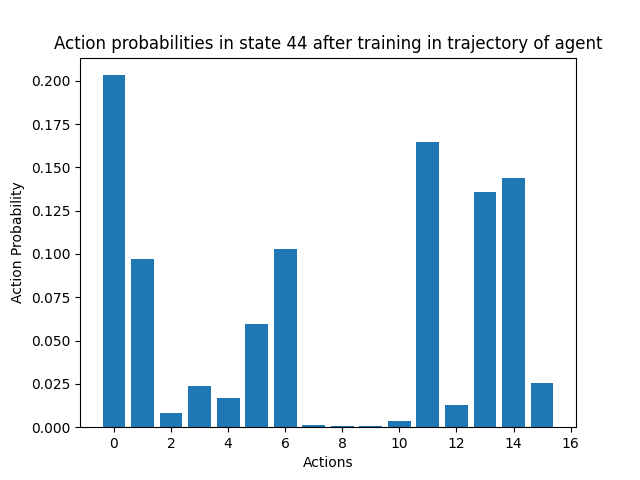 Action probabilities in state 44 after training in trajectory of agent
0.200
0.175
0.150
0.125
0.100
0.075
0.050
0.025
0.000
Action Probability
0 2 4 6 8 10 12 14 16
Actions